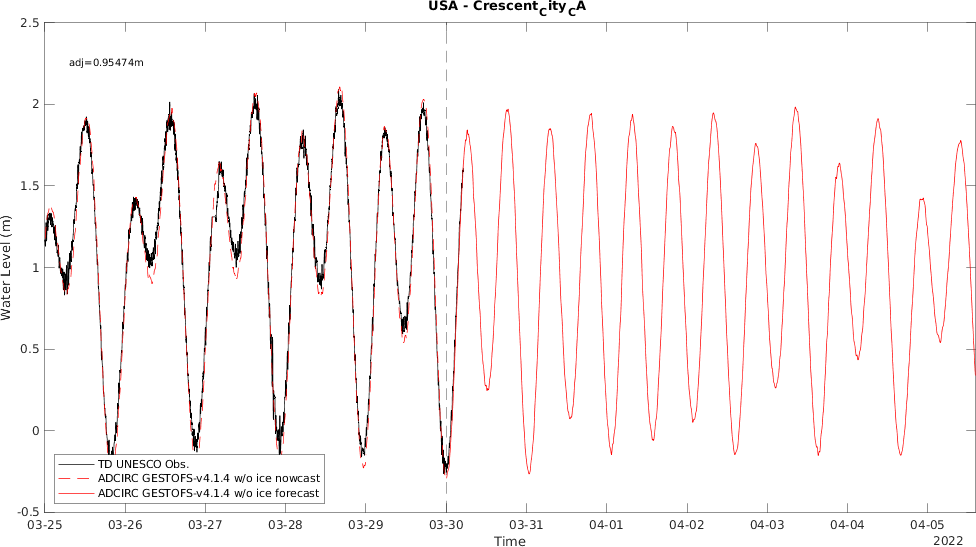 USA - Crescent_City_CA
2.5
adj=0.95474m
2
1.5
1
0.5
0
-0.5
Water Level (m)
TD UNESCO Obs.
ADCIRC GESTOFS-v4.1.4 w/o ice nowcast
ADCIRC GESTOFS-v4.1.4 w/o ice forecast
03-25 03-26 03-27 03-28 03-29 03-30 03-31 04-01 04-02 04-03 04-04 04-05
Time
2022